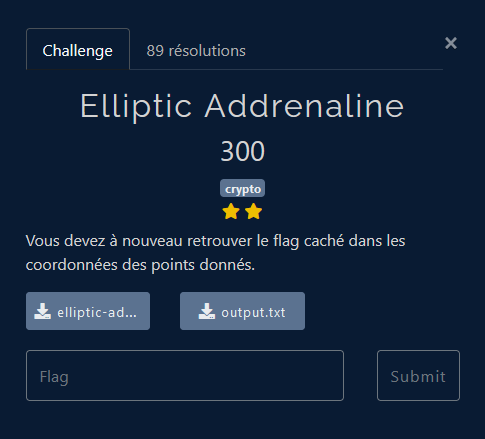 Challenge
89 résolutions
×
Elliptic Addrenaline
300
crypto
Vous devez à nouveau retrouver le flag caché dans les
coordonnées des points donnés.
elliptic-ad...
output.txt
Flag
Submit